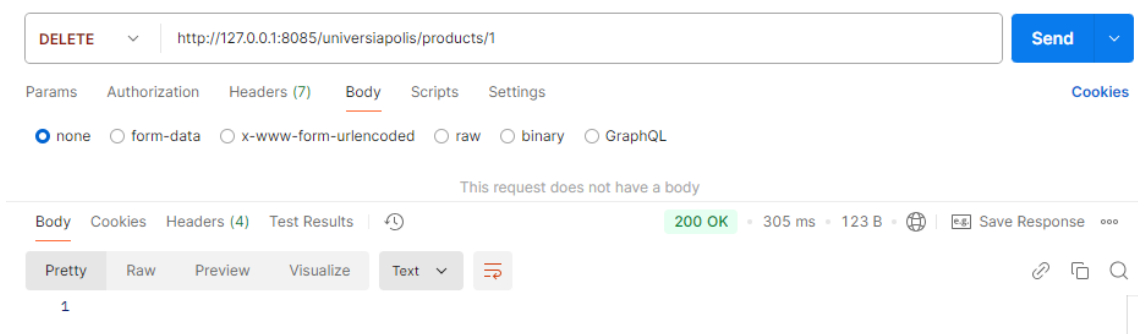 DELETE http://127.0.0.1:8085/universiapolis/products/1 Send
Params Authorization Headers (7) Body Scripts Settings Cookies
none form-data x-www-form-urlencoded raw binary GraphQL
This request does not have a body
Body Cookies Headers (4) Test Results 200 OK 305 ms 123 B e.g. Save Response
Pretty Raw Preview Visualize Text
1